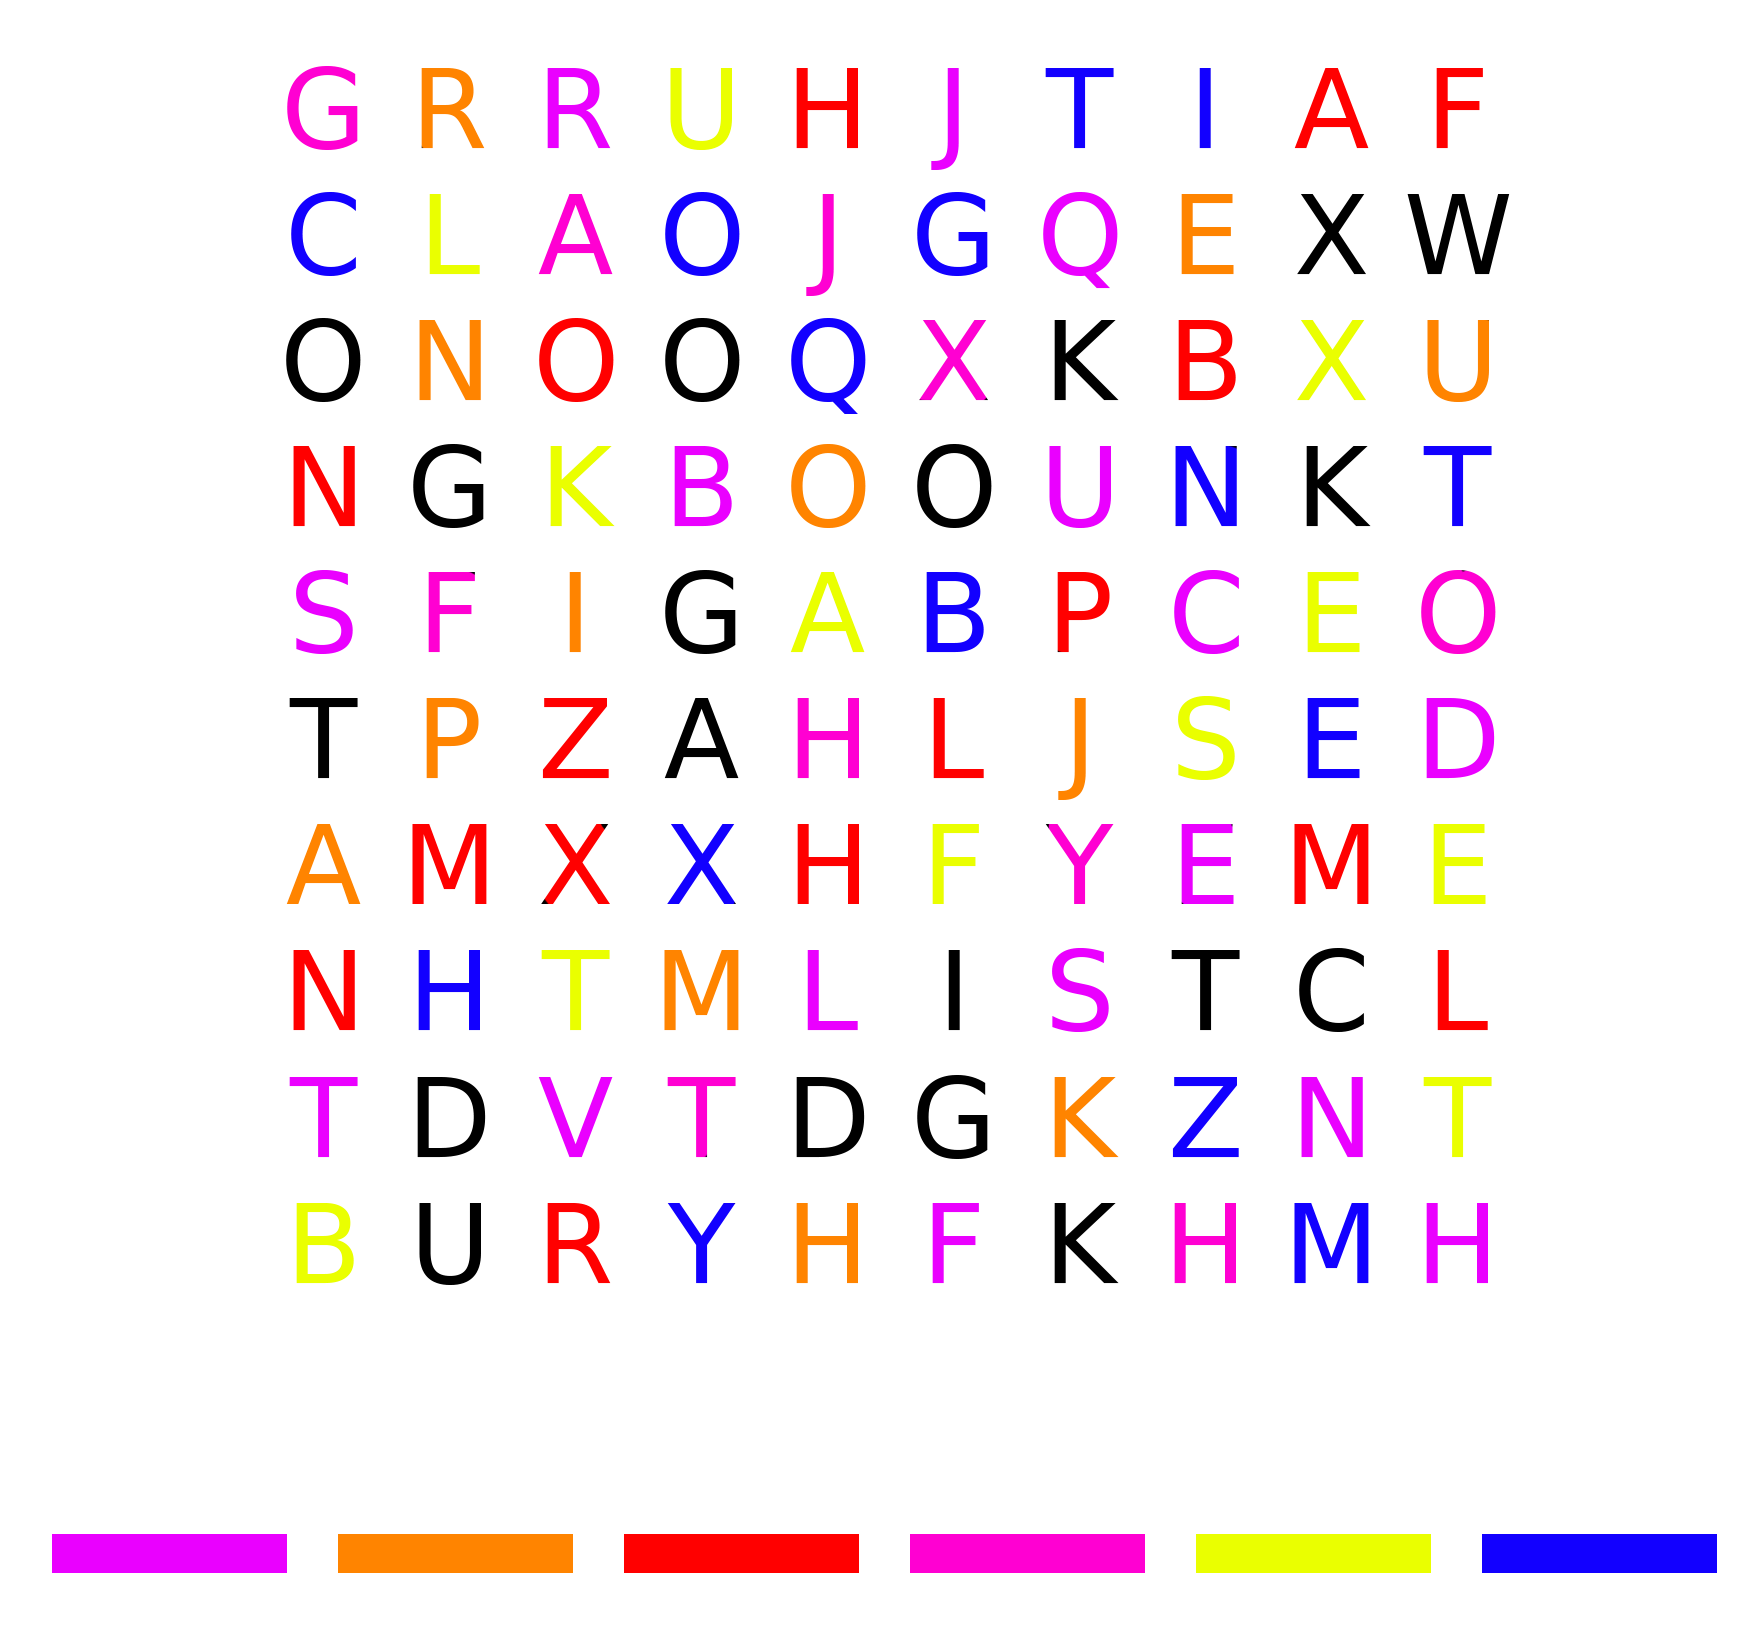 G R R U H J T I A F
C L A O J G Q E X W
O N O O Q X K B X U
N G K B O O U N K T
S F I G A B P C E O
T P Z A H L J S E D
A M X X H F Y E M E
N H T M L I S T C L
T D V T D G K Z N T
B U R Y H F K H M H